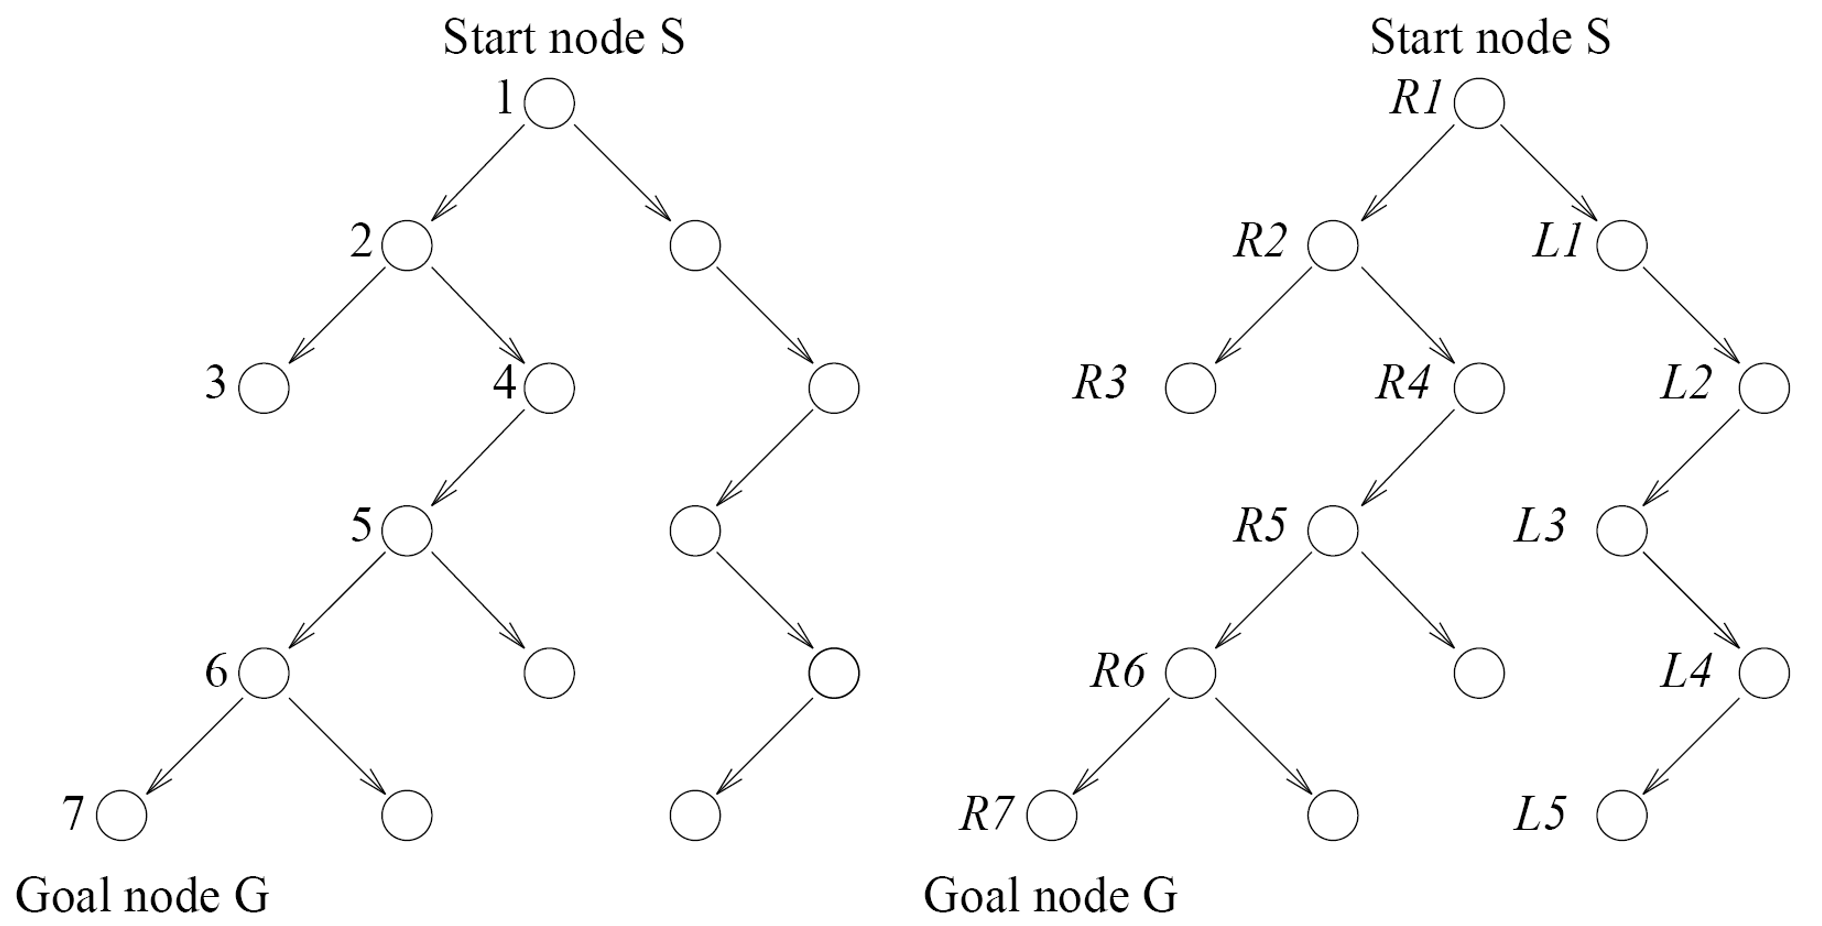 Start node S
1
2
3
4
5
6
7
Goal node G
Start node S
R1
R2
L1
R3
R4
L2
R5
L3
R6
L4
R7
L5
Goal node G